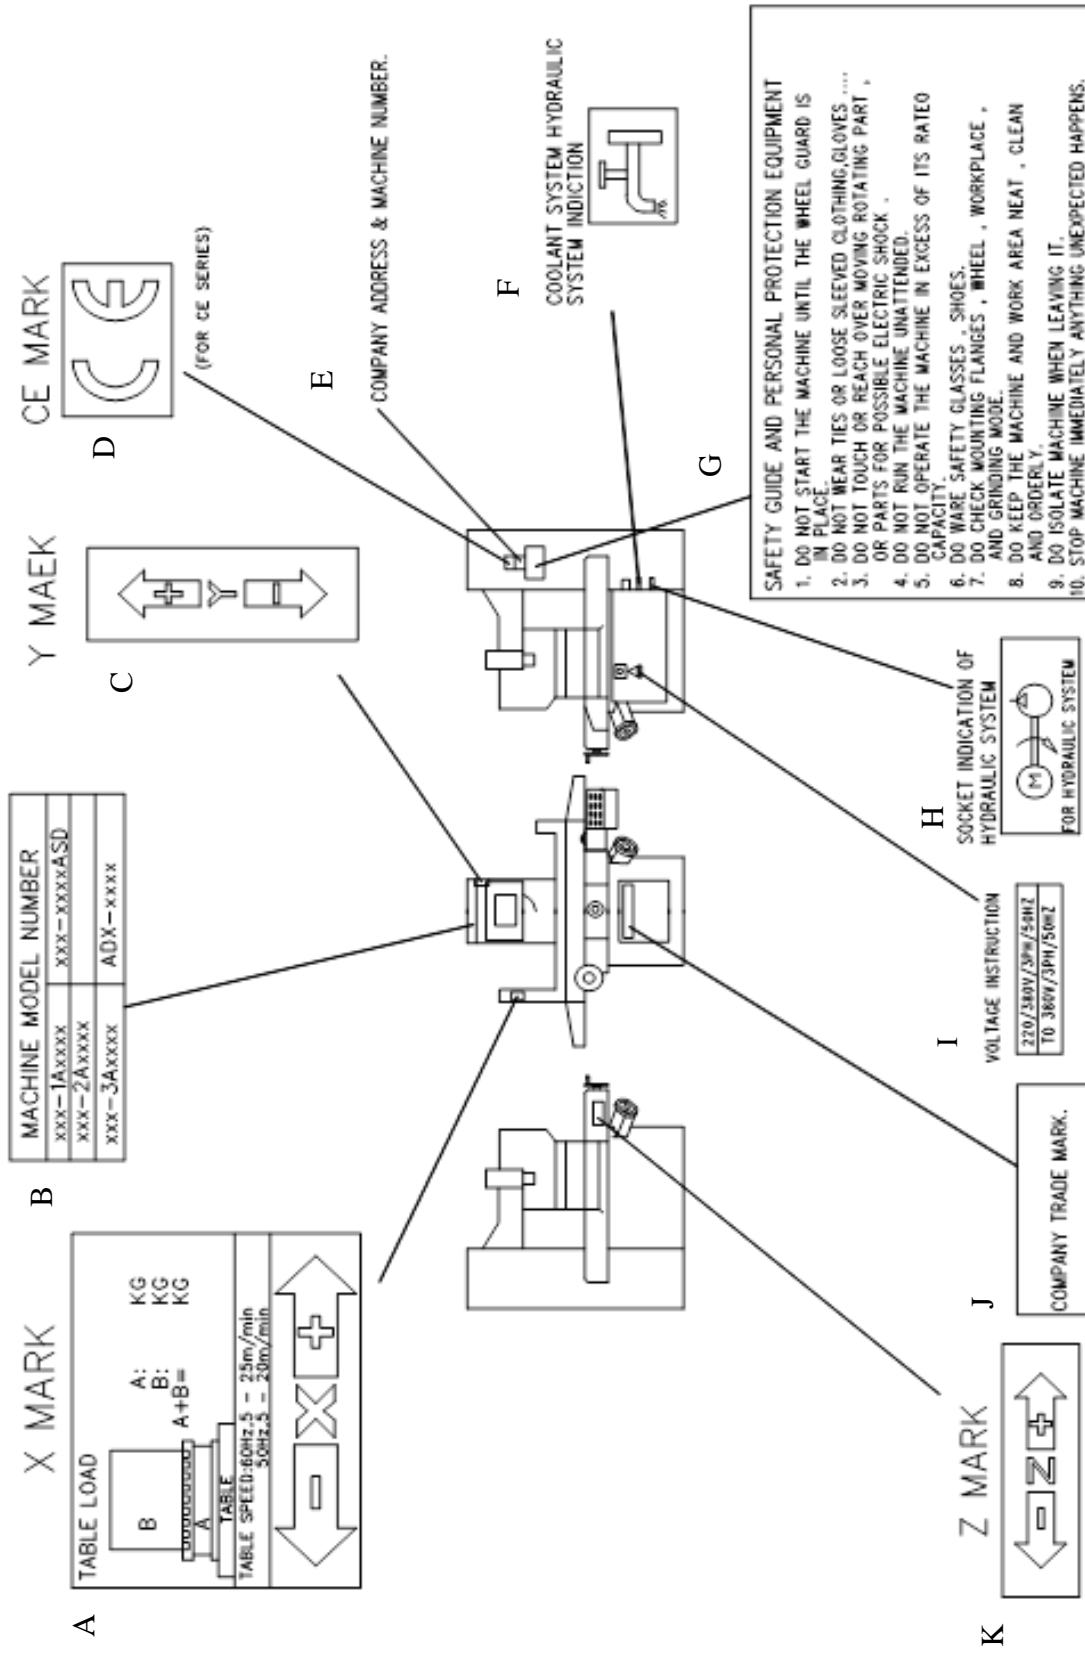 X MARK
A
TABLE LOAD
B
A
TABLE
A: KG
B: KG
A+B= KG
TABLE SPEED:60Hz,5 - 25m/min
50Hz,5 - 20m/min
- X +
B
MACHINE MODEL NUMBER
xxx-1Axxxx xxx-xxxxASD
xxx-2Axxxx
xxx-3Axxxx ADX-xxxx
Y MAEK
C
+
Y
-
CE MARK
D
CE
(FOR CE SERIES)
E
COMPANY ADDRESS & MACHINE NUMBER.
F
COOLANT SYSTEM HYDRAULIC
SYSTEM INDICTION
G
SAFETY GUIDE AND PERSONAL PROTECTION EQUIPMENT
1. DO NOT START THE MACHINE UNTIL THE WHEEL GUARD IS
IN PLACE.
2. DO NOT WEAR TIES OR LOOSE SLEEVED CLOTHING,GLOVES ....
3. DO NOT TOUCH OR REACH OVER MOVING ROTATING PART ,
OR PARTS FOR POSSIBLE ELECTRIC SHOCK .
4. DO NOT RUN THE MACHINE UNATTENDED.
5. DO NOT OPERATE THE MACHINE IN EXCESS OF ITS RATEO
CAPACITY.
6. DO WARE SAFETY GLASSES , SHOES.
7. DO CHECK MOUNTING FLANGES , WHEEL , WORKPLACE ,
AND GRINDING MODE.
8. DO KEEP THE MACHINE AND WORK AREA NEAT , CLEAN
AND ORDERLY.
9. DO ISOLATE MACHINE WHEN LEAVING IT.
10. STOP MACHINE IMMEDIATELY ANYTHING UNEXPECTED HAPPENS.
H
SOCKET INDICATION OF
HYDRAULIC SYSTEM
M
FOR HYDRAULIC SYSTEM
I
VOLTAGE INSTRUCTION
220/380V/3PH/50HZ
TO 380V/3PH/50HZ
J
COMPANY TRADE MARK.
K
Z MARK
- Z +